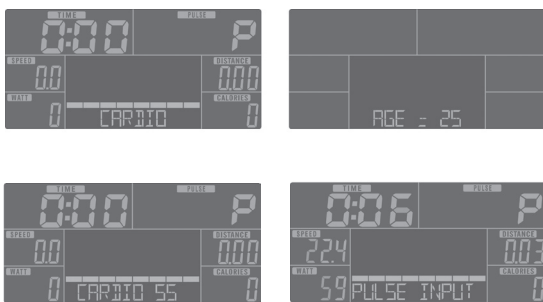 TIME PULSE
0:00 P
SPEED DISTANCE
0.0 0.00
WATT CALORIES
0 0
CARDIO
AGE = 25
TIME PULSE
0:00 P
SPEED DISTANCE
0.0 0.00
WATT CALORIES
0 CARDIO 55 0
TIME PULSE
0:06 P
SPEED DISTANCE
22.4 0.03
WATT CALORIES
59 PULSE INPUT 0